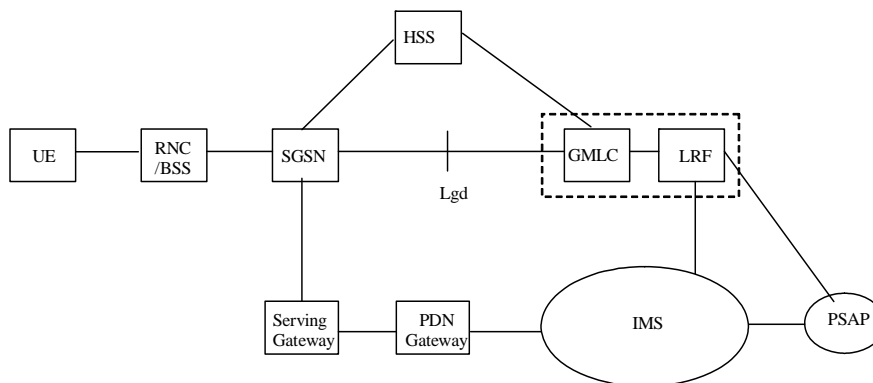 HSS
UE
RNC
/BSS
SGSN
Lgd
GMLC
LRF
Serving
Gateway
PDN
Gateway
IMS
PSAP